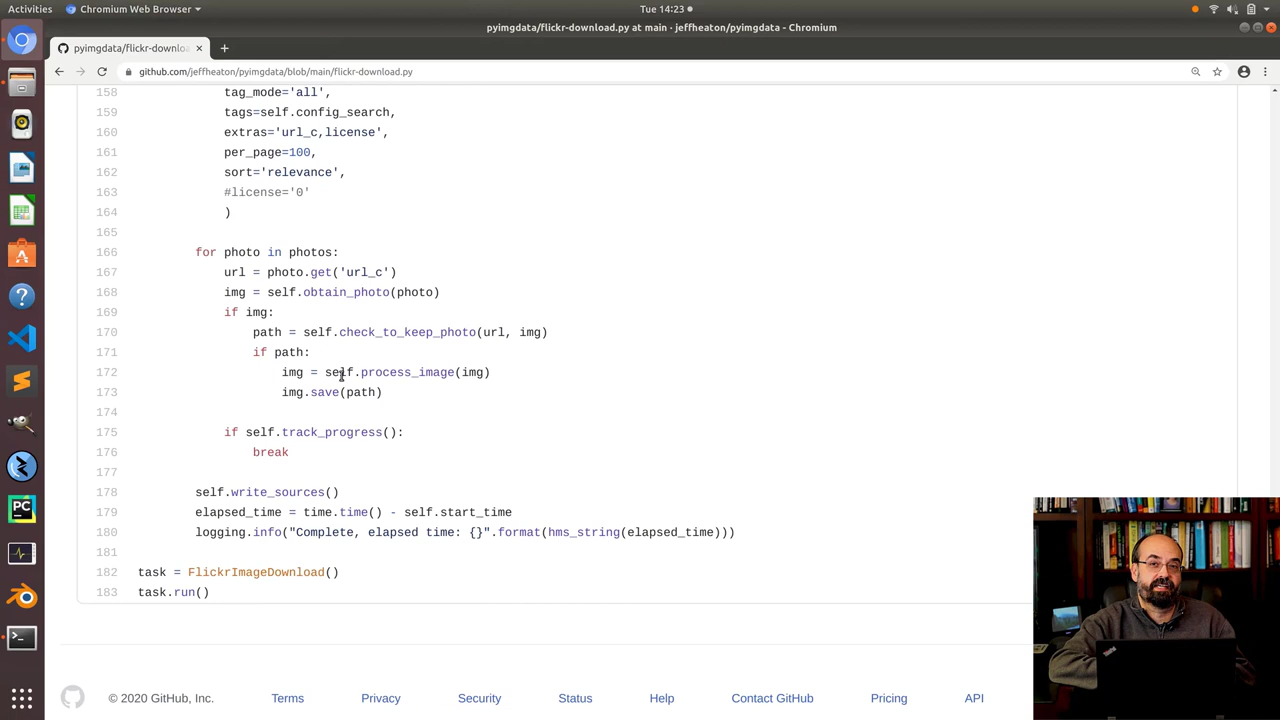 Activities
Chromium Web Browser
Tue 14:23
pyimgdata/flickr-download.py at main · jeffheaton/pyimgdata - Chromium
pyimgdata/flickr-downloa
github.com/jeffheaton/pyimgdata/blob/main/flickr-download.py
158 tag_mode='all',
159 tags=self.config_search,
160 extras='url_c,license',
161 per_page=100,
162 sort='relevance',
163 #license='0'
164 )
165
166 for photo in photos:
167 url = photo.get('url_c')
168 img = self.obtain_photo(photo)
169 if img:
170 path = self.check_to_keep_photo(url, img)
171 if path:
172 img = self.process_image(img)
173 img.save(path)
174
175 if self.track_progress():
176 break
177
178 self.write_sources()
179 elapsed_time = time.time() - self.start_time
180 logging.info("Complete, elapsed time: {}".format(hms_string(elapsed_time)))
181
182 task = FlickrImageDownload()
183 task.run()
© 2020 GitHub, Inc.
Terms
Privacy
Security
Status
Help
Contact GitHub
Pricing
API
PC